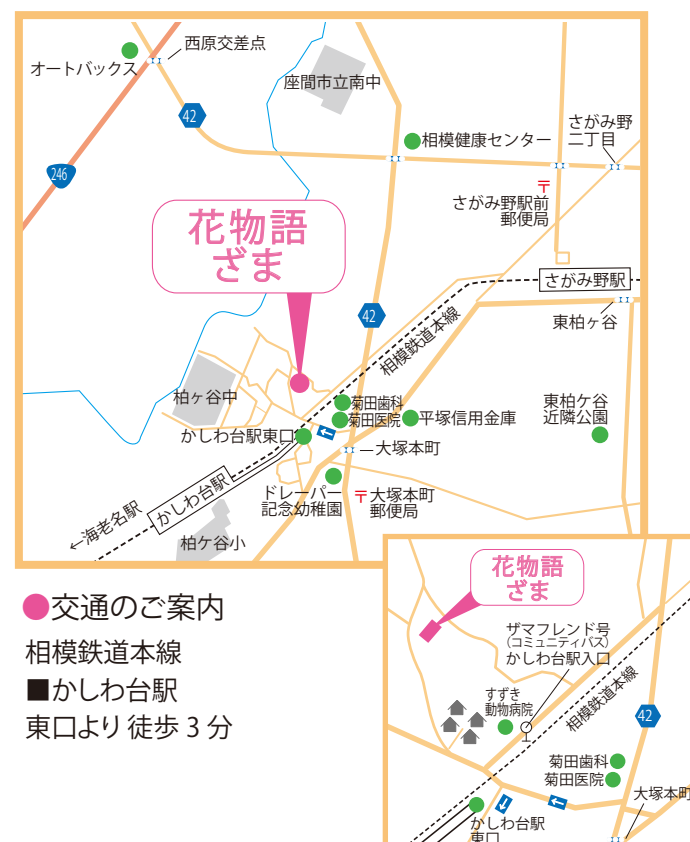 西原交差点
オートバックス
座間市立南中
42
相模健康センター
さがみ野
二丁目
246
〒
さがみ野駅前
郵便局
花物語
ざま
さがみ野駅
42
東柏ヶ谷
相模鉄道本線
柏ヶ谷中
菊田歯科
菊田医院
平塚信用金庫
東柏ケ谷
近隣公園
かしわ台駅東口
大塚本町
ドレーパー
記念幼稚園
〒大塚本町
郵便局
かしわ台駅
←海老名駅
柏ケ谷小
●交通のご案内
相模鉄道本線
■かしわ台駅
東口より 徒歩 3 分
花物語
ざま
ザマフレンド号
(コミュニティバス)
かしわ台駅入口
すずき
動物病院
相模鉄道本線
42
菊田歯科
菊田医院
大塚本町
かしわ台駅
東口